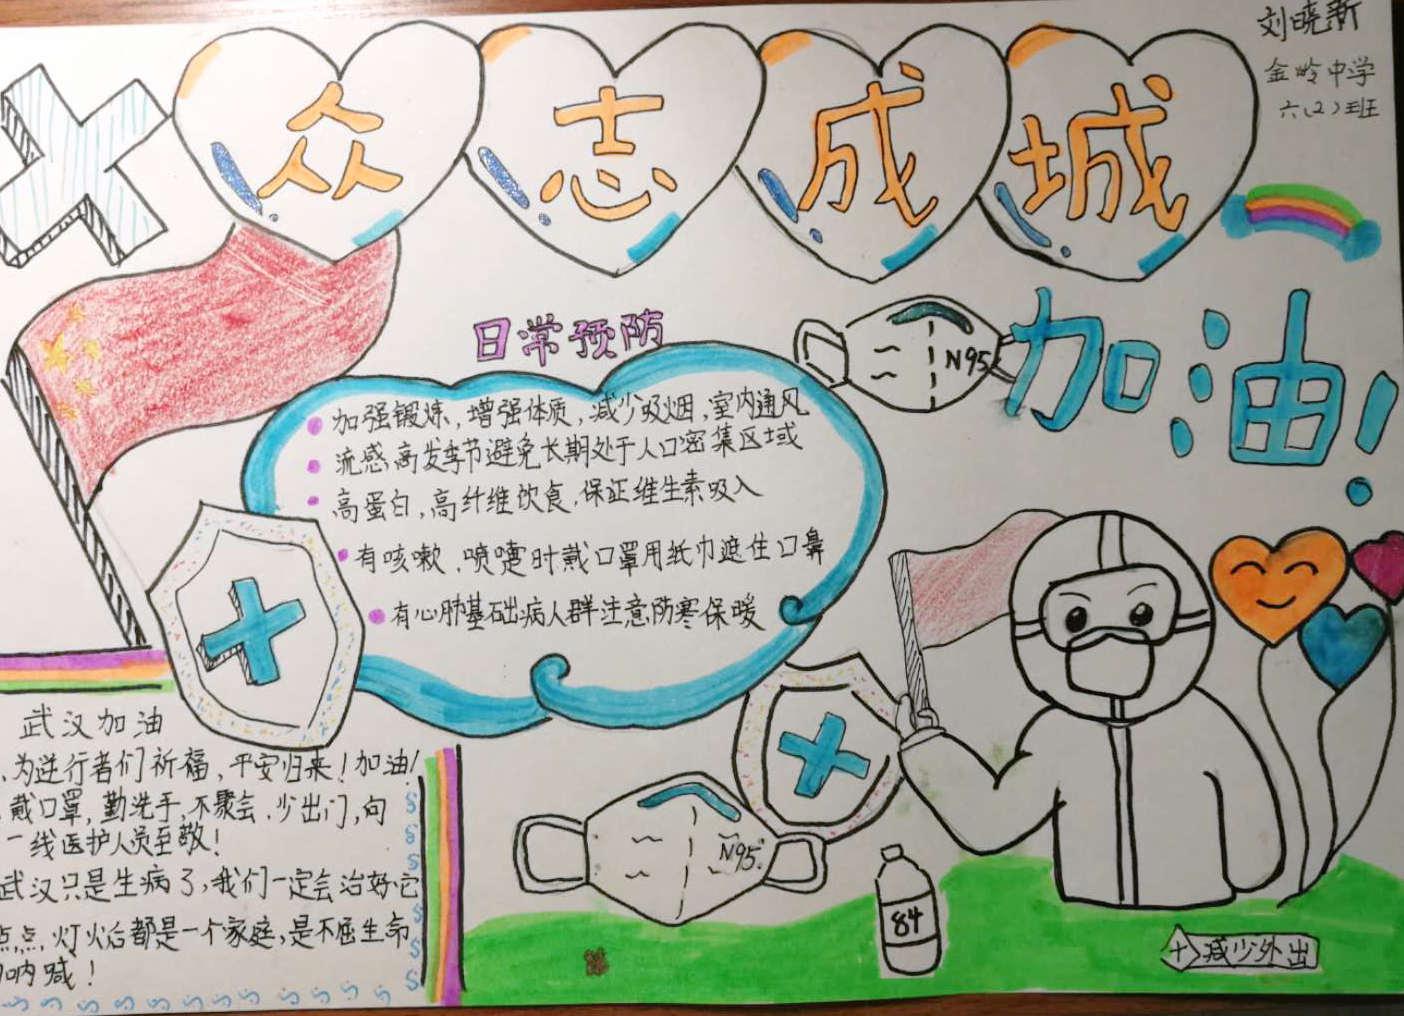 众志成城
刘晓新
金岭中学
六(2)班
加油!
N95
日常预防
加强锻炼,增强体质,减少吸烟,室内通风
流感高发季节避免长期处于人口密集区域
高蛋白,高纤维饮食,保证维生素吸入
有咳嗽、喷嚏时戴口罩用纸巾遮住口鼻
有心肺基础病人群注意防寒保暖
武汉加油
、为逆行者们祈福,平安归来!加油!
戴口罩,勤洗手,不聚会,少出门,向
一线医护人员至敬!
武汉只是生病了,我们一定会治好它
点点灯火后都是一个家庭,是不屈生命
呐喊!
N95
84
减少外出